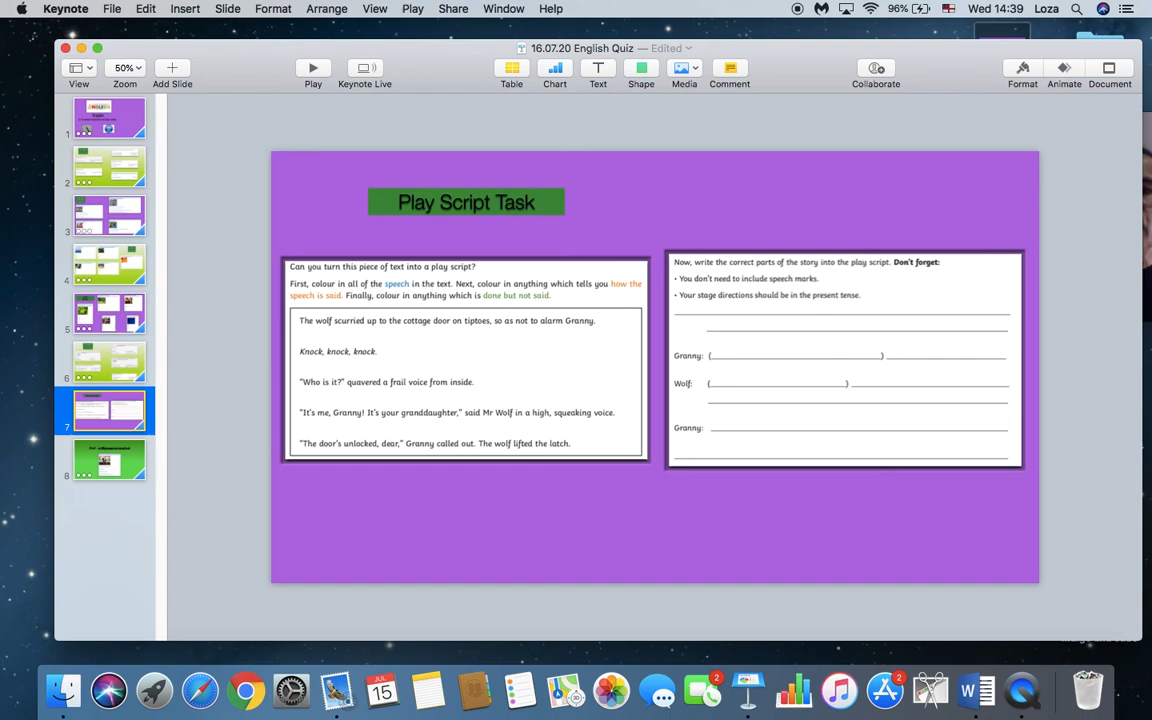 Keynote File Edit Insert Slide Format Arrange View Play Share Window Help 96% Wed 14:39 Loza
16.07.20 English Quiz — Edited
50%
View Zoom Add Slide Play Keynote Live Table Chart Text Shape Media Comment Collaborate Format Animate Document
1
2
3
4
5
6
7
8
Play Script Task
Can you turn this piece of text into a play script?
First, colour in all of the speech in the text. Next, colour in anything which tells you how the
speech is said. Finally, colour in anything which is done but not said.
The wolf scurried up to the cottage door on tiptoes, so as not to alarm Granny.
Knock, knock, knock.
"Who is it?" quavered a frail voice from inside.
"It's me, Granny! It's your granddaughter," said Mr Wolf in a high, squeaking voice.
"The door's unlocked, dear," Granny called out. The wolf lifted the latch.
Now, write the correct parts of the story into the play script. Don't forget:
• You don't need to include speech marks.
• Your stage directions should be in the present tense.
Granny: (                    )
Wolf: (                    )
Granny:
JUL
15
2
2
W